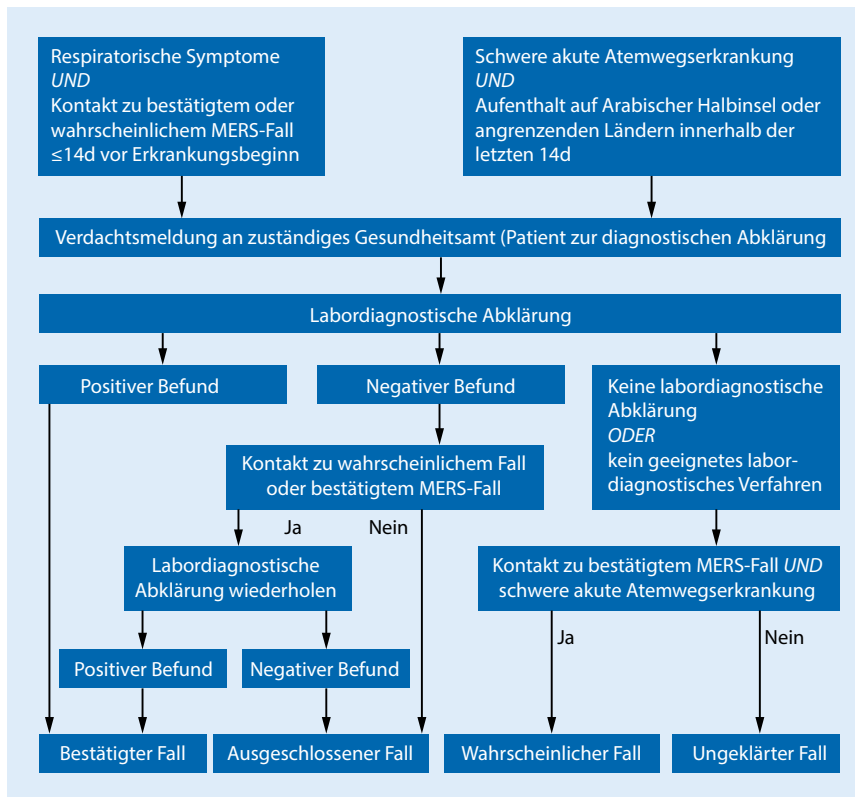 Respiratorische Symptome
UND
Kontakt zu bestätigtem oder
wahrscheinlichem MERS-Fall
≤14d vor Erkrankungsbeginn
Schwere akute Atemwegserkrankung
UND
Aufenthalt auf Arabischer Halbinsel oder
angrenzenden Ländern innerhalb der
letzten 14d
Verdachtsmeldung an zuständiges Gesundheitsamt (Patient zur diagnostischen Abklärung
Labordiagnostische Abklärung
Positiver Befund
Negativer Befund
Keine labordiagnostische
Abklärung
ODER
kein geeignetes labor-
diagnostisches Verfahren
Kontakt zu wahrscheinlichem Fall
oder bestätigtem MERS-Fall
Ja
Nein
Labordiagnostische
Abklärung wiederholen
Kontakt zu bestätigtem MERS-Fall UND
schwere akute Atemwegserkrankung
Ja
Nein
Positiver Befund
Negativer Befund
Bestätigter Fall
Ausgeschlossener Fall
Wahrscheinlicher Fall
Ungeklärter Fall